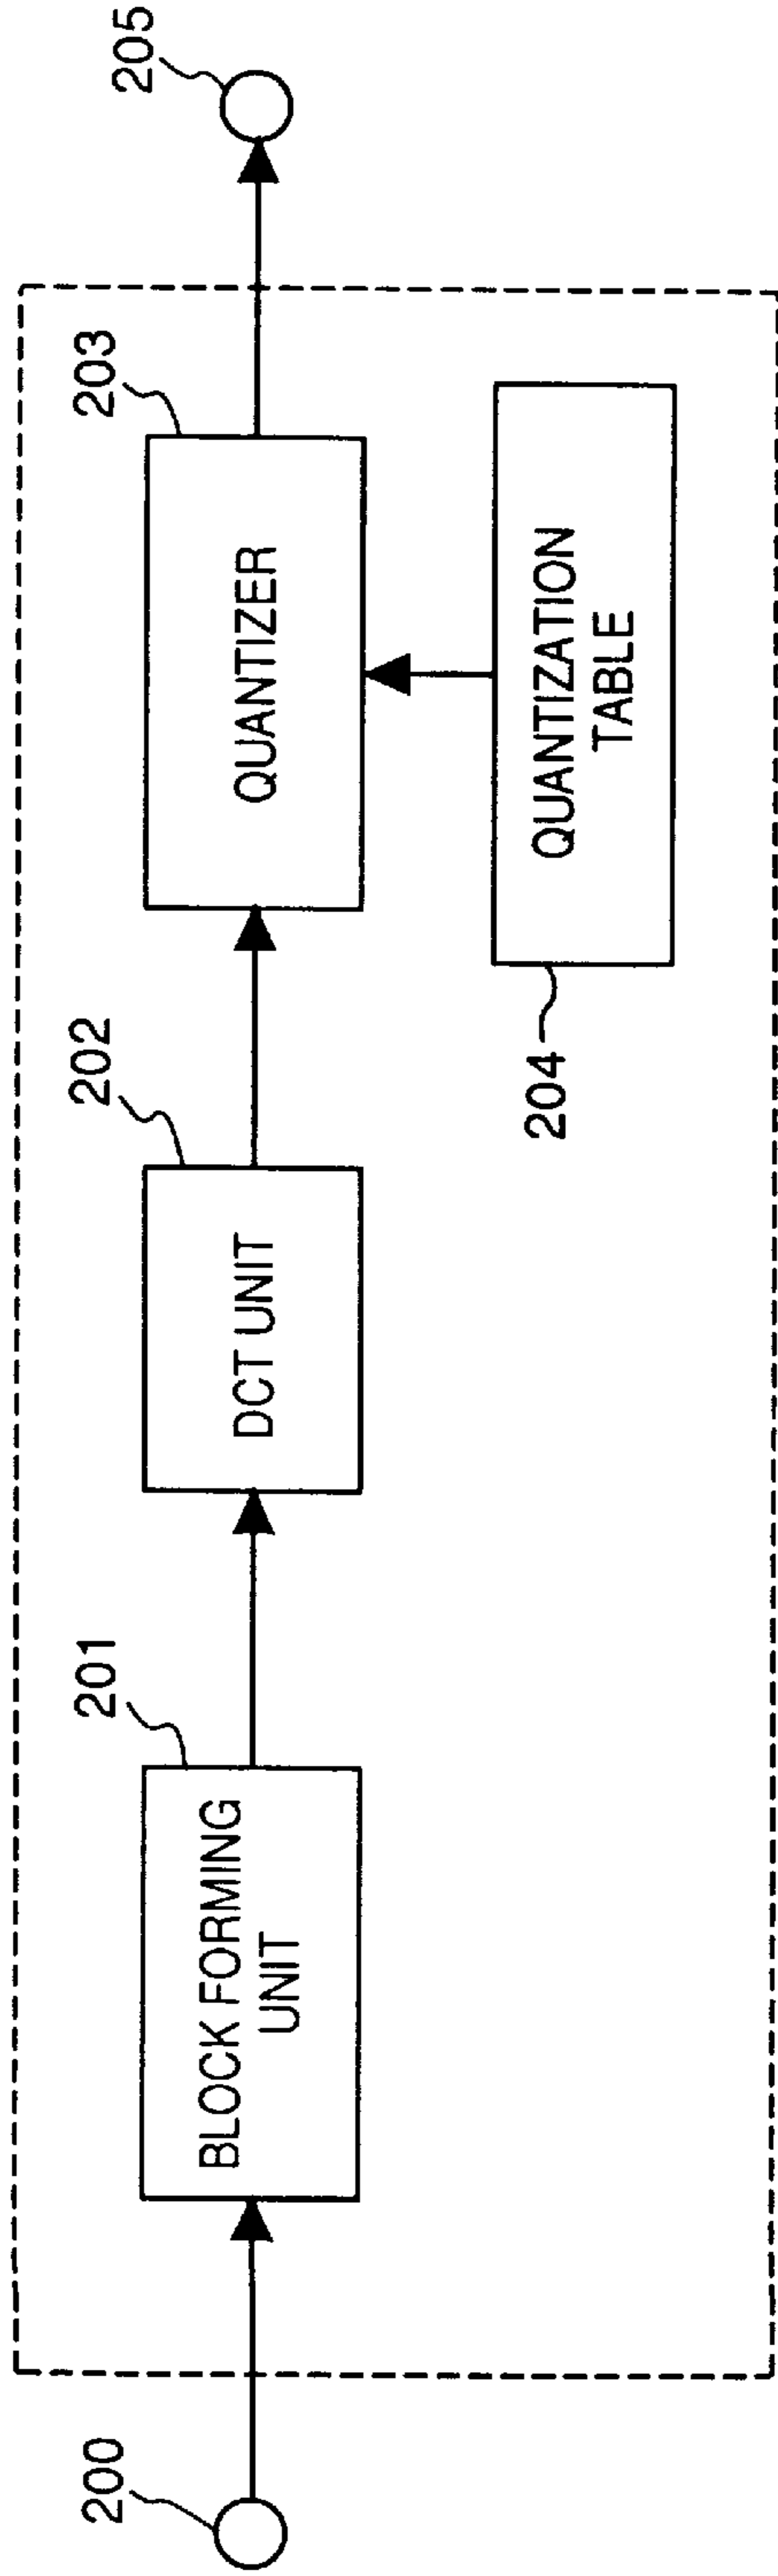 200
201
BLOCK FORMING
UNIT
202
DCT UNIT
203
QUANTIZER
204
QUANTIZATION
TABLE
205